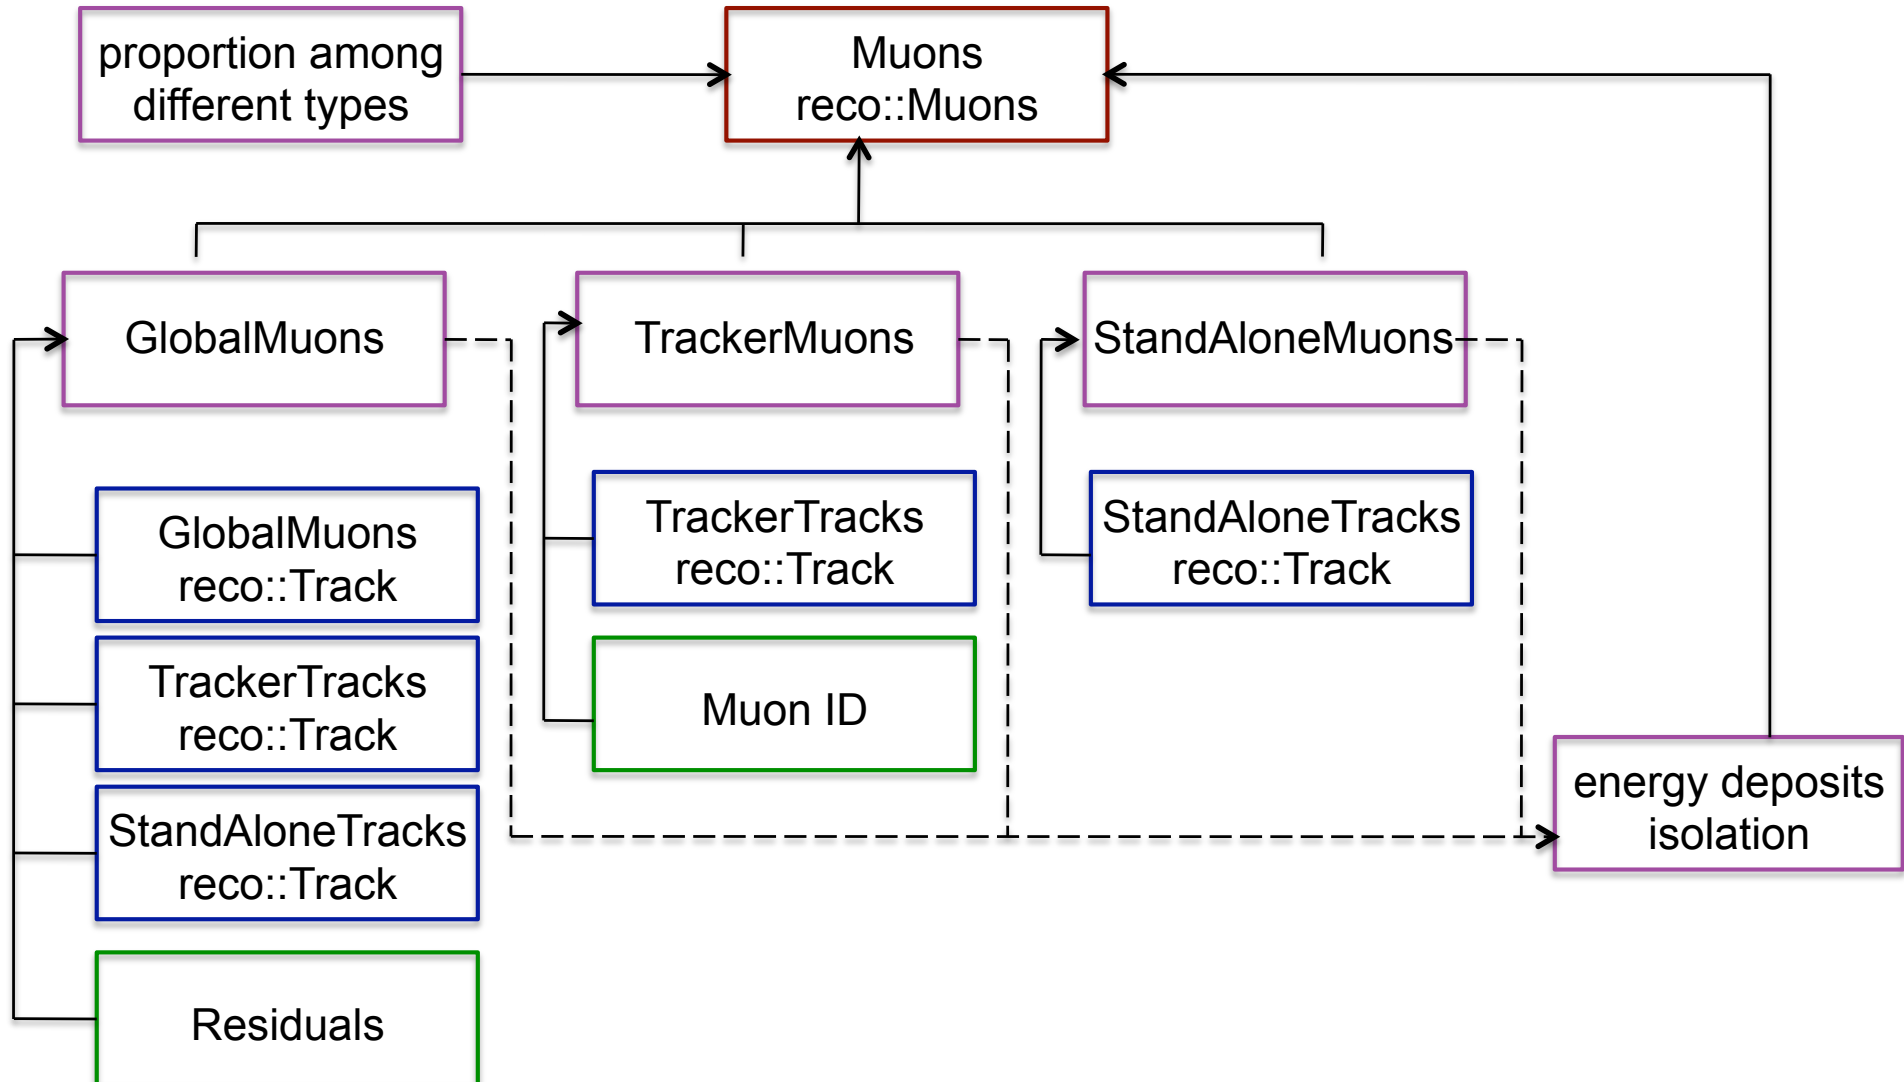 proportion among
different types
Muons
reco::Muons
GlobalMuons
TrackerMuons
StandAloneMuons
GlobalMuons
reco::Track
TrackerTracks
reco::Track
StandAloneTracks
reco::Track
TrackerTracks
reco::Track
Muon ID
StandAloneTracks
reco::Track
energy deposits
isolation
Residuals